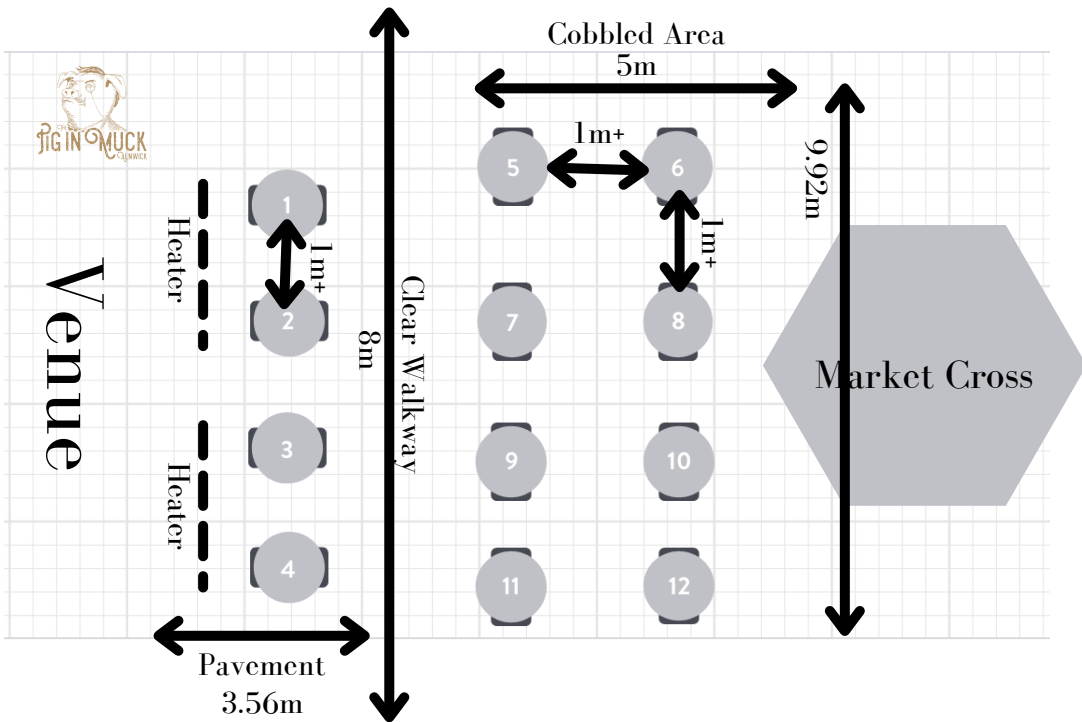 Cobbled Area
5m
PIG IN MUCK
ALNWICK
1m+
5
6
9.92m
1
1m+
1m+
Heater
Venue
2
Clear Walkway
8m
7
8
Market Cross
3
9
10
Heater
4
11
12
Pavement
3.56m